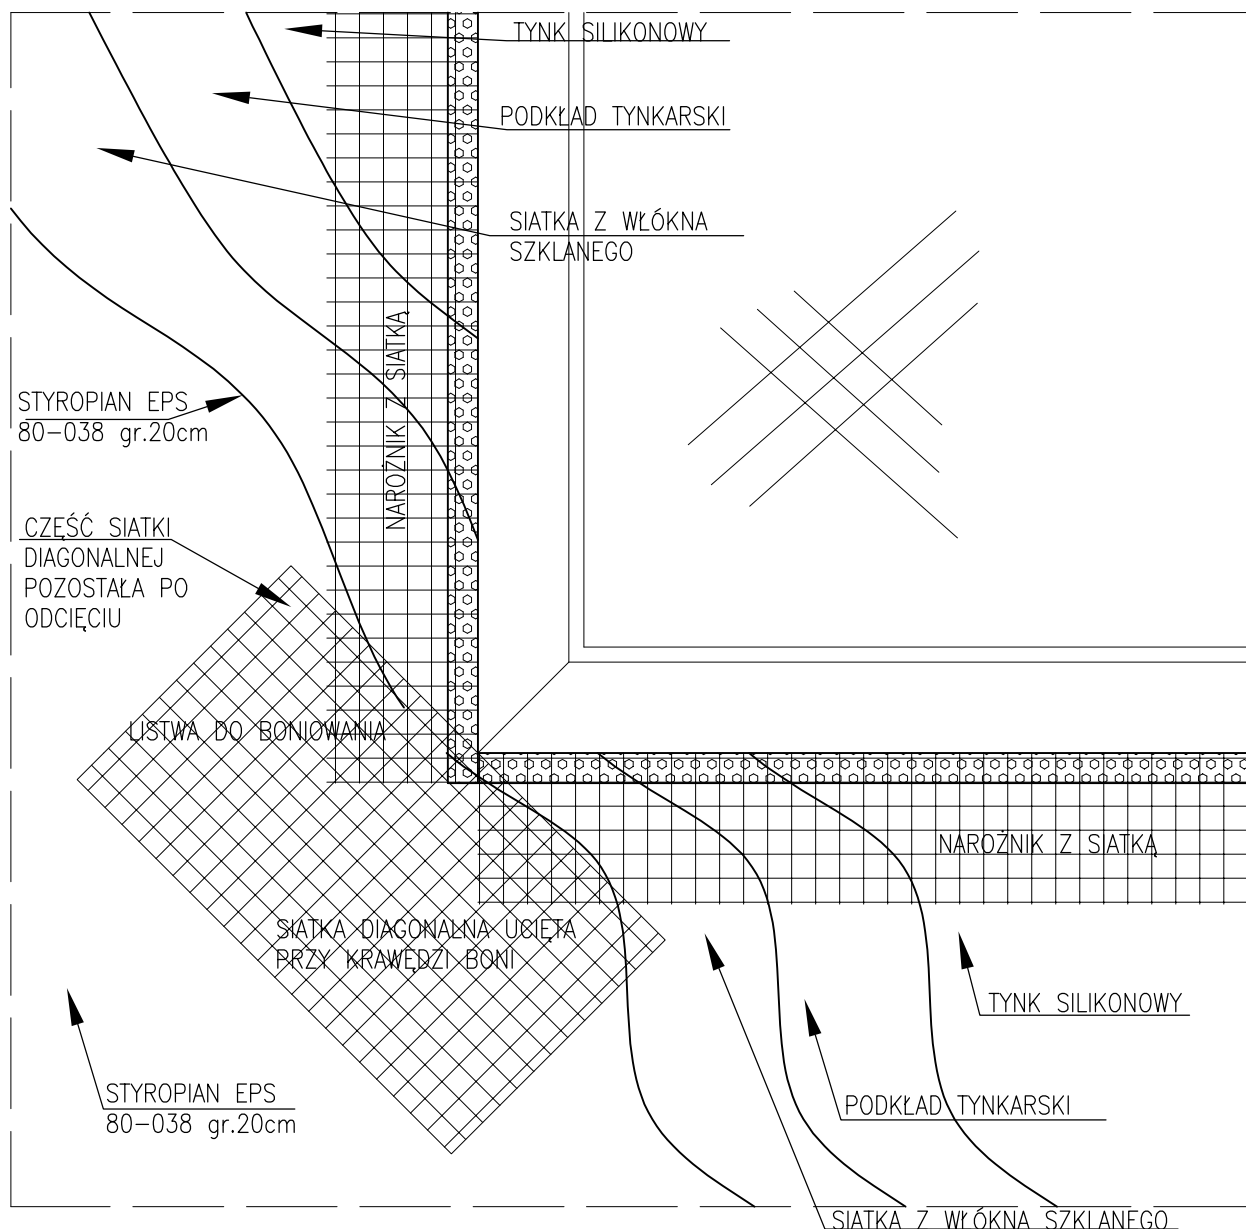 TYNK SILIKONOWY
PODKŁAD TYNKARSKI
SIATKA Z WŁÓKNA
SZKLANEGO
NAROŻNIK Z SIATKĄ
STYROPIAN EPS
80-038 gr.20cm
CZĘŚĆ SIATKI
DIAGONALNEJ
POZOSTAŁA PO
ODCIĘCIU
LISTWA DO BONIOWANIA
NAROŻNIK Z SIATKĄ
SIATKA DIAGONALNA UCIĘTA
PRZY KRAWĘDZI BONI
TYNK SILIKONOWY
STYROPIAN EPS
80-038 gr.20cm
PODKŁAD TYNKARSKI
SIATKA Z WŁÓKNA SZKLANEGO